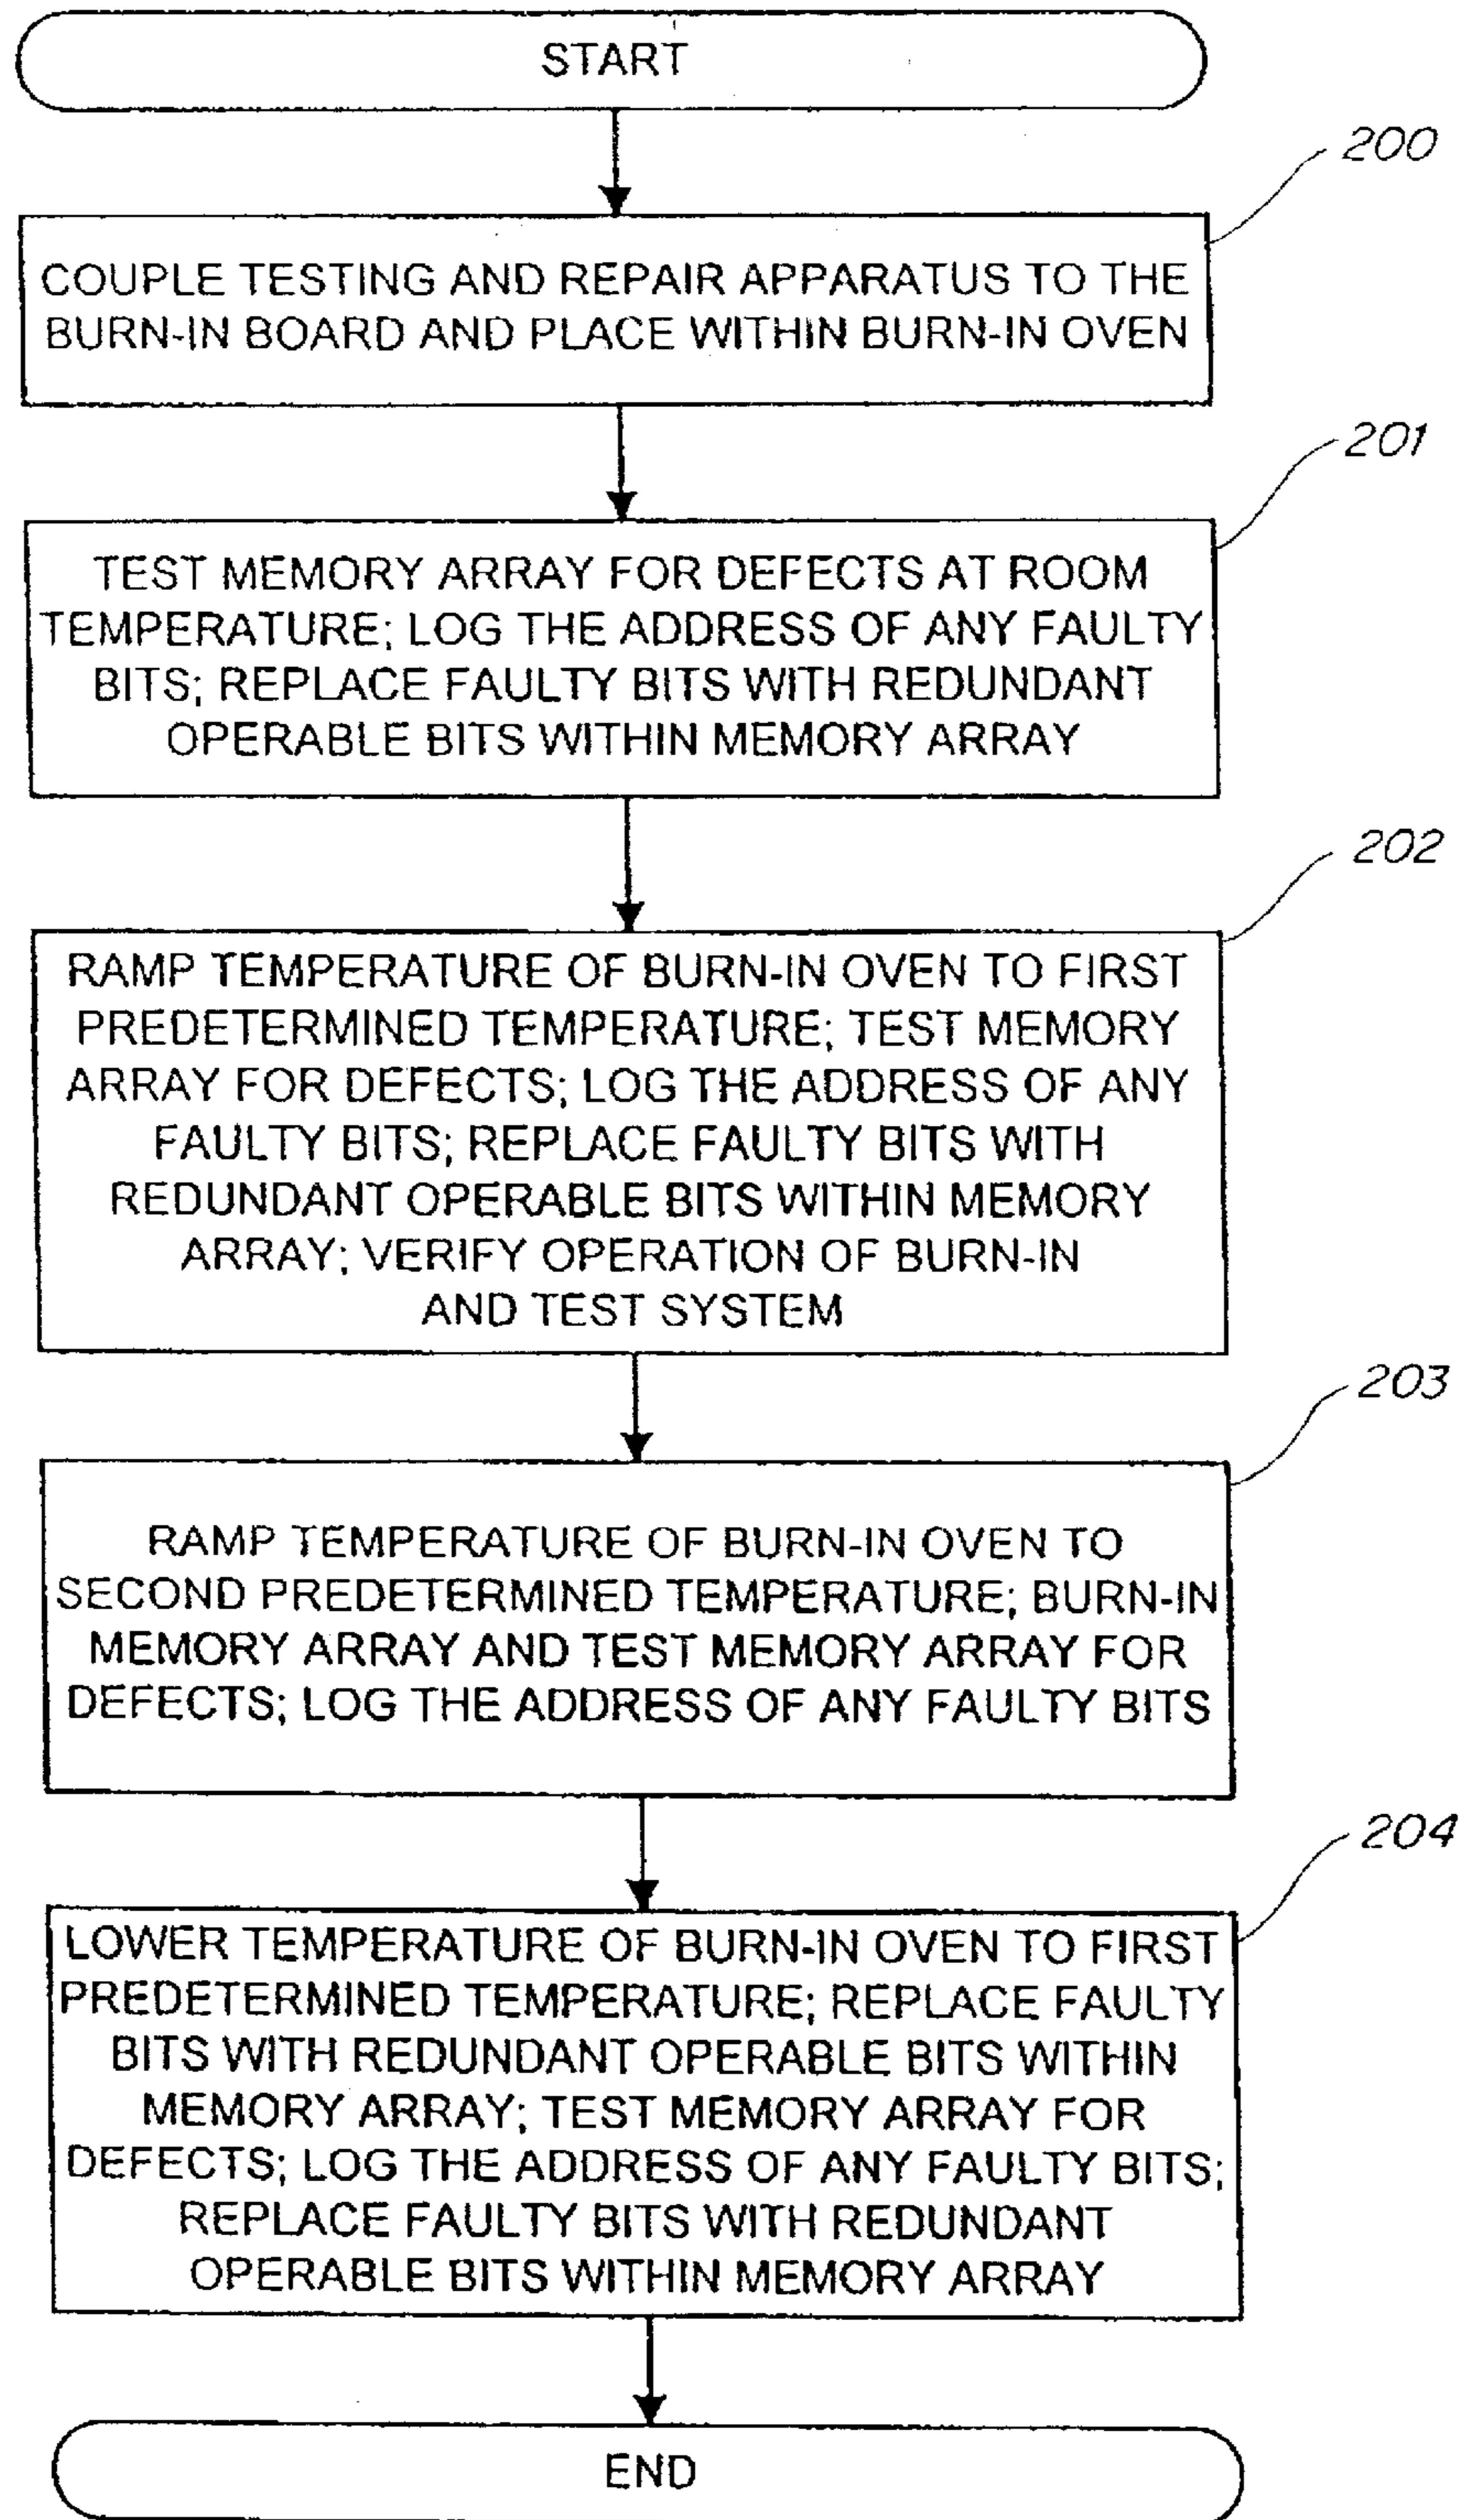 START
200
COUPLE TESTING AND REPAIR APPARATUS TO THE
BURN-IN BOARD AND PLACE WITHIN BURN-IN OVEN
201
TEST MEMORY ARRAY FOR DEFECTS AT ROOM
TEMPERATURE; LOG THE ADDRESS OF ANY FAULTY
BITS; REPLACE FAULTY BITS WITH REDUNDANT
OPERABLE BITS WITHIN MEMORY ARRAY
202
RAMP TEMPERATURE OF BURN-IN OVEN TO FIRST
PREDETERMINED TEMPERATURE; TEST MEMORY
ARRAY FOR DEFECTS; LOG THE ADDRESS OF ANY
FAULTY BITS; REPLACE FAULTY BITS WITH
REDUNDANT OPERABLE BITS WITHIN MEMORY
ARRAY; VERIFY OPERATION OF BURN-IN
AND TEST SYSTEM
203
RAMP TEMPERATURE OF BURN-IN OVEN TO
SECOND PREDETERMINED TEMPERATURE; BURN-IN
MEMORY ARRAY AND TEST MEMORY ARRAY FOR
DEFECTS; LOG THE ADDRESS OF ANY FAULTY BITS
204
LOWER TEMPERATURE OF BURN-IN OVEN TO FIRST
PREDETERMINED TEMPERATURE; REPLACE FAULTY
BITS WITH REDUNDANT OPERABLE BITS WITHIN
MEMORY ARRAY; TEST MEMORY ARRAY FOR
DEFECTS; LOG THE ADDRESS OF ANY FAULTY BITS;
REPLACE FAULTY BITS WITH REDUNDANT
OPERABLE BITS WITHIN MEMORY ARRAY
END